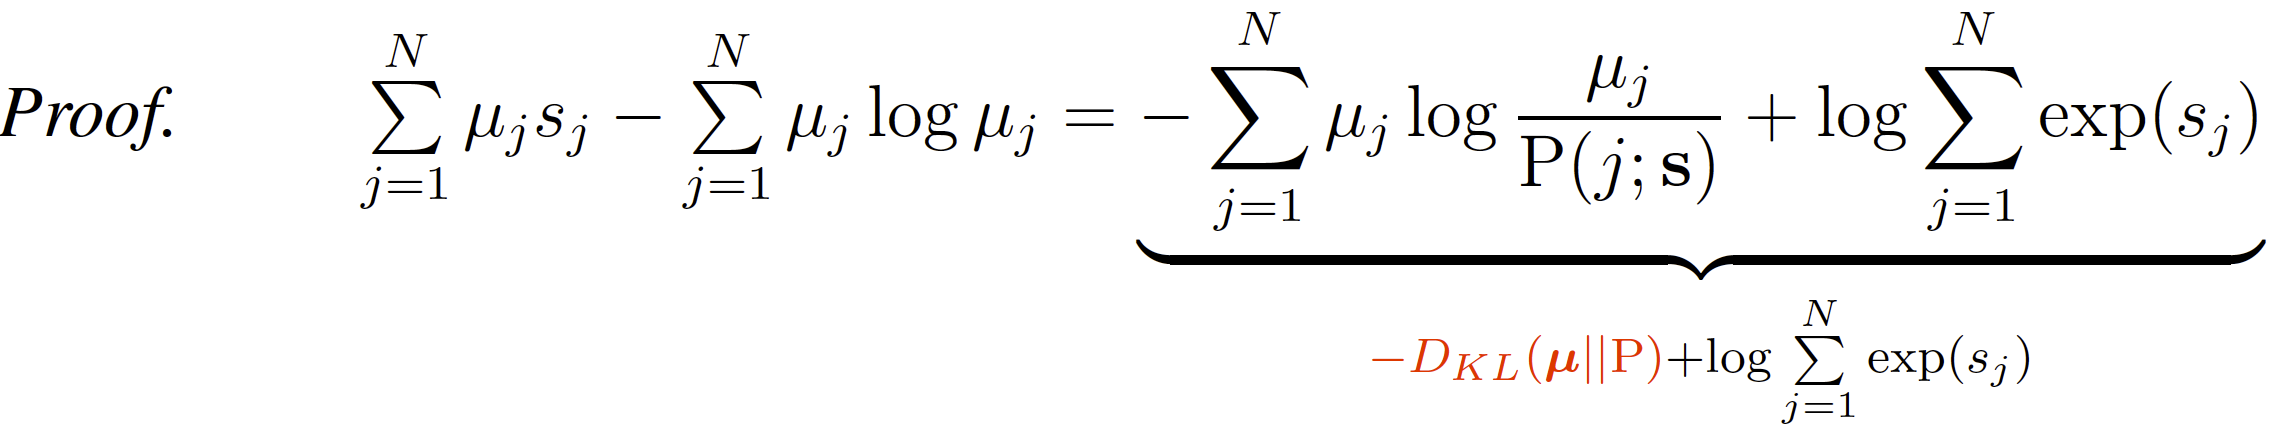 Proof. $\sum_{j=1}^{N} \mu_j s_j - \sum_{j=1}^{N} \mu_j \log \mu_j = \underbrace{-\sum_{j=1}^{N} \mu_j \log \frac{\mu_j}{\mathrm{P}(j;\mathbf{s})} + \log \sum_{j=1}^{N} \exp(s_j)}$
$-D_{KL}(\boldsymbol{\mu}||\mathrm{P}) + \log \sum_{j=1}^{N} \exp(s_j)$